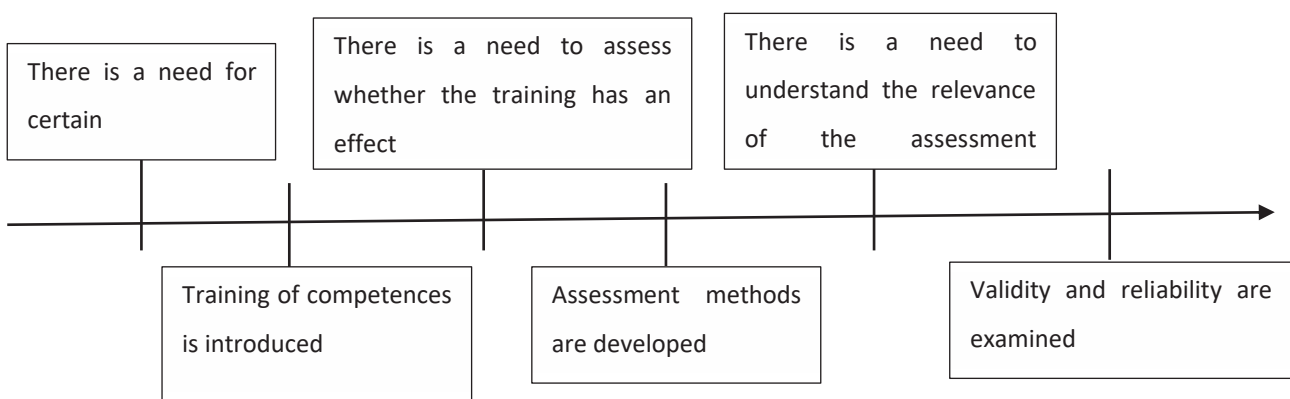 There is a need for
certain
There is a need to assess
whether the training has an
effect
There is a need to
understand the relevance
of the assessment
Training of competences
is introduced
Assessment methods
are developed
Validity and reliability are
examined